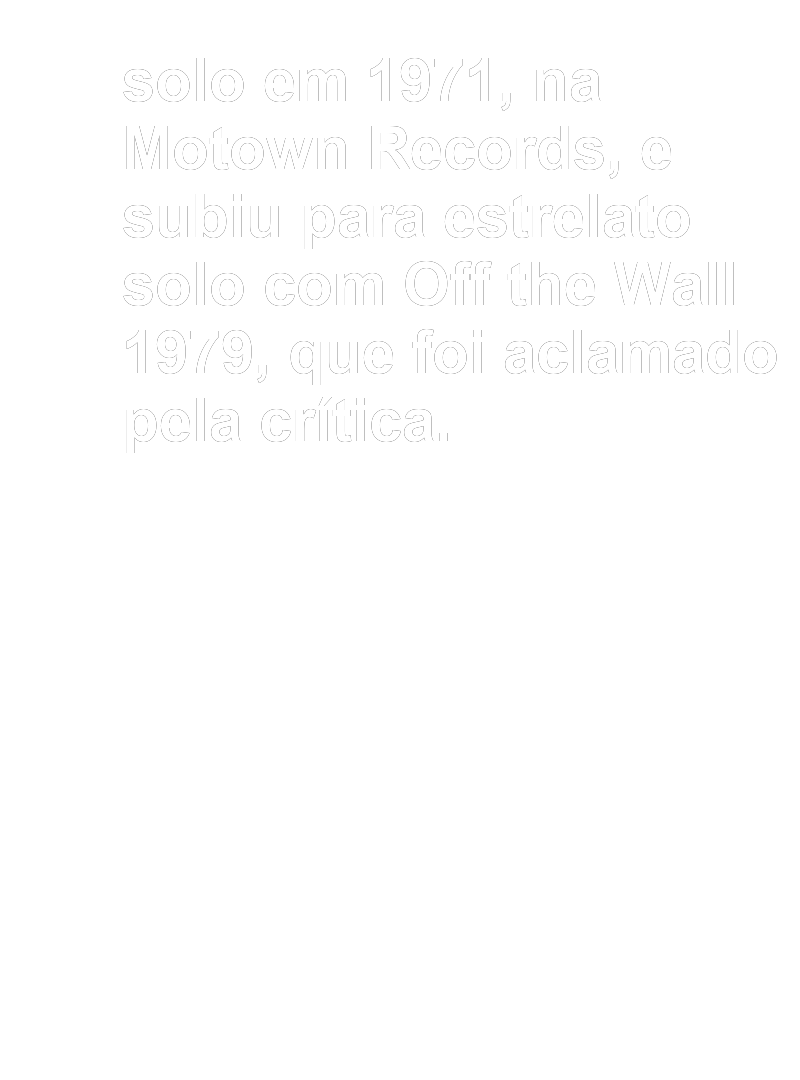 solo em 1971, na
Motown Records, e
subiu para estrelato
solo com Off the Wall
1979, que foi aclamado
pela crítica.